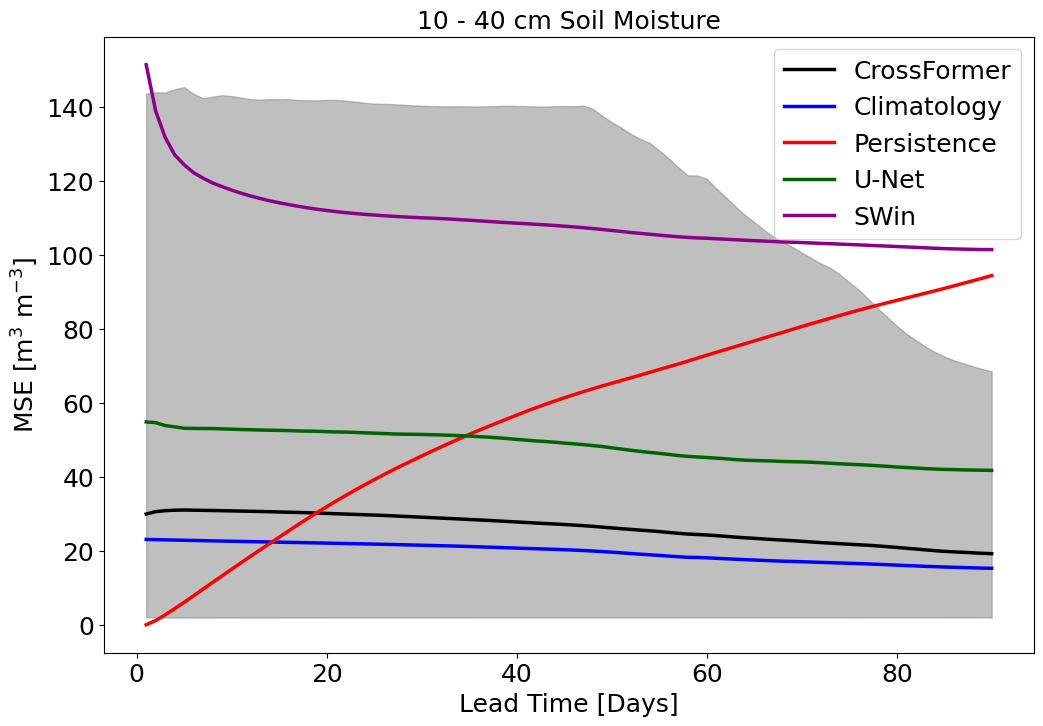 10 - 40 cm Soil Moisture
CrossFormer
Climatology
Persistence
U-Net
SWin
MSE [m³ m⁻³]
140
120
100
80
60
40
20
0
0 20 40 60 80
Lead Time [Days]